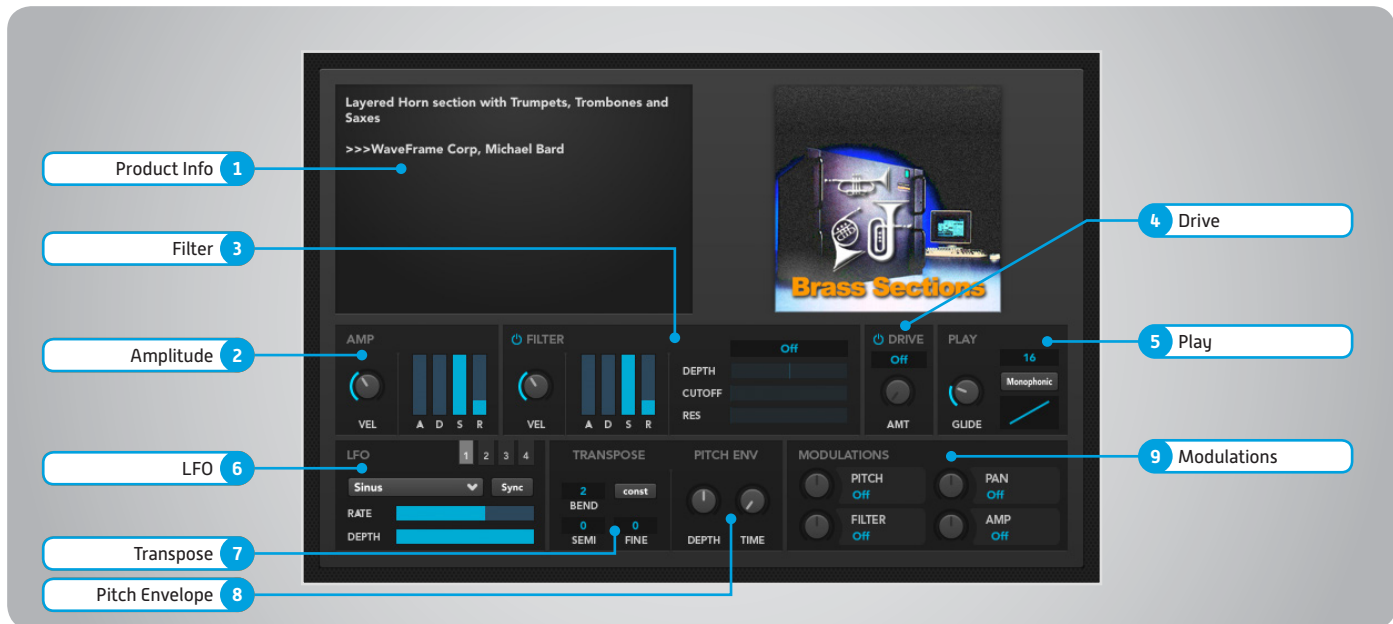 Layered Horn section with Trumpets, Trombones and
Saxes
>>>WaveFrame Corp, Michael Bard
Brass Sections
Product Info 1
Filter 3
Amplitude 2
LFO 6
Transpose 7
Pitch Envelope 8
4 Drive
5 Play
9 Modulations
AMP
VEL
A D S R
FILTER
VEL
A D S R
Off
DEPTH
CUTOFF
RES
DRIVE
Off
AMT
PLAY
16
Monophonic
GLIDE
LFO
1 2 3 4
Sinus
Sync
RATE
DEPTH
TRANSPOSE
2
const
BEND
0 0
SEMI FINE
PITCH ENV
DEPTH TIME
MODULATIONS
PITCH
Off
PAN
Off
FILTER
Off
AMP
Off